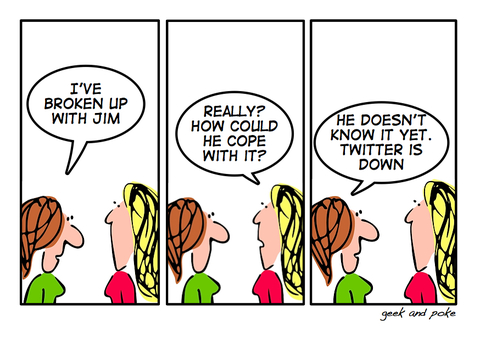 I'VE
BROKEN UP
WITH JIM
REALLY?
HOW COULD
HE COPE
WITH IT?
HE DOESN'T
KNOW IT YET.
TWITTER IS
DOWN
geek and poke